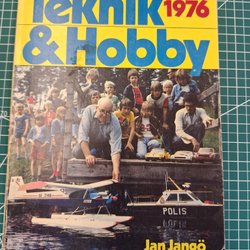 Teknik
1976
& Hobby
POLIS
Jan Jangö